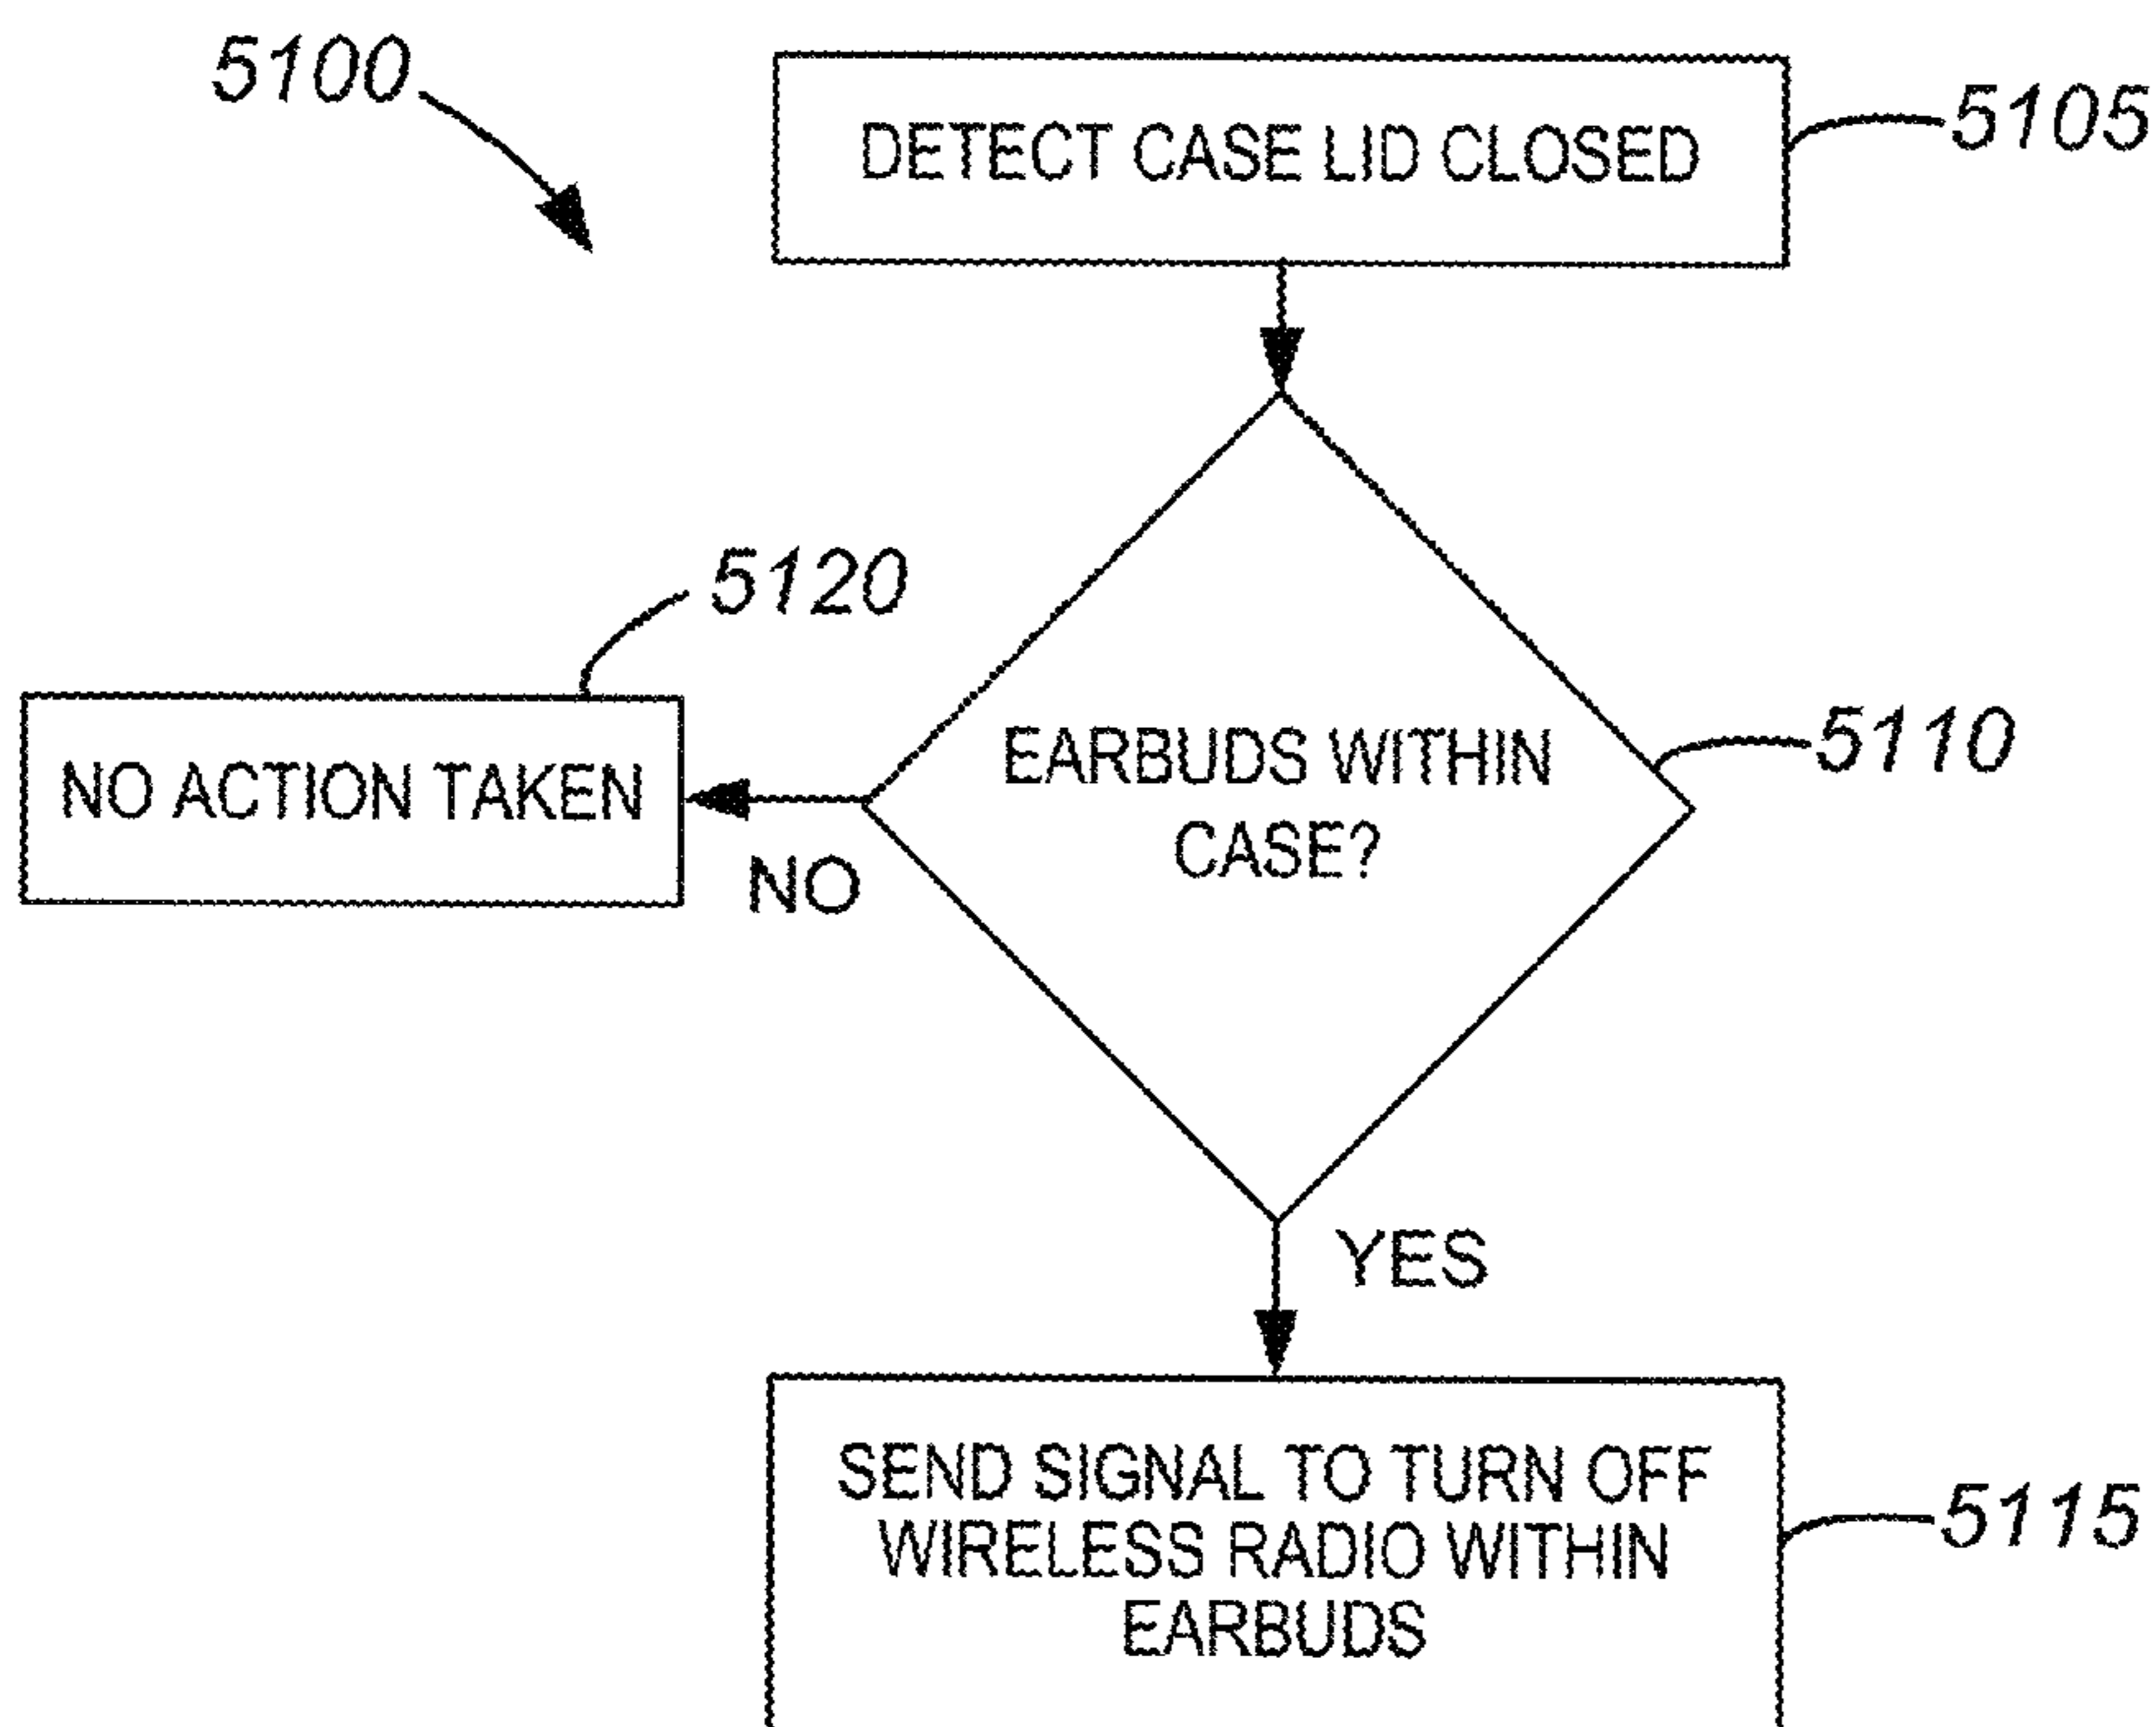 5100
DETECT CASE LID CLOSED
5105
5120
NO ACTION TAKEN
NO
EARBUDS WITHIN
CASE?
5110
YES
SEND SIGNAL TO TURN OFF
WIRELESS RADIO WITHIN
EARBUDS
5115